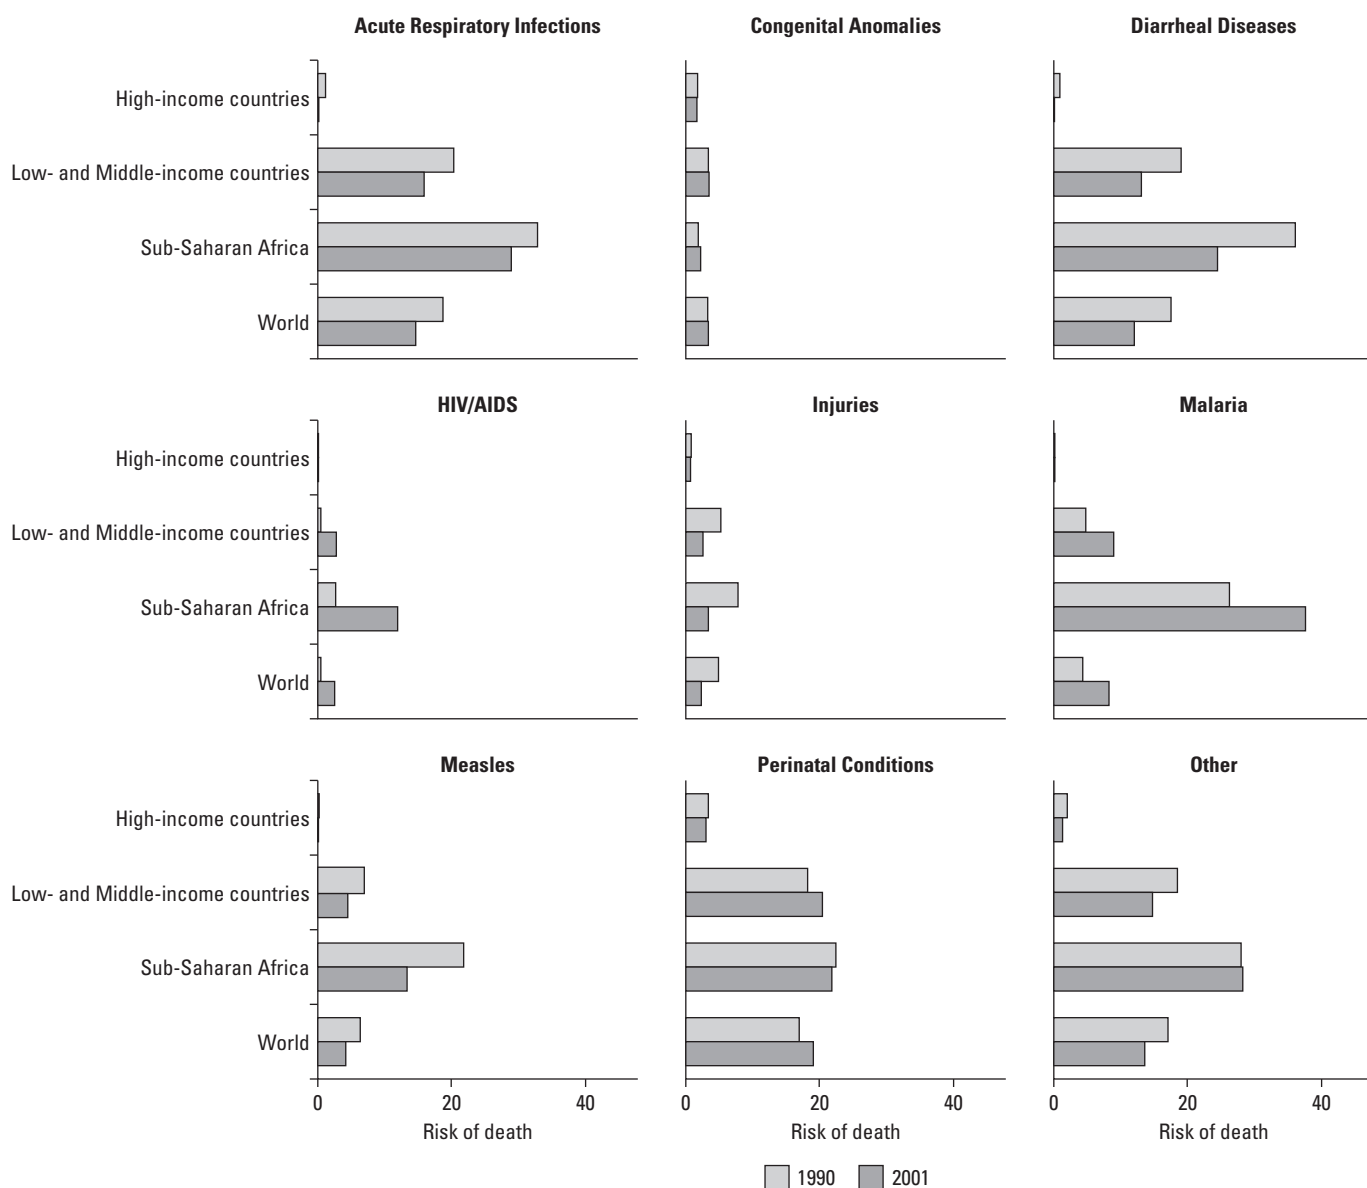 Acute Respiratory Infections
Congenital Anomalies
Diarrheal Diseases
High-income countries
Low- and Middle-income countries
Sub-Saharan Africa
World
HIV/AIDS
Injuries
Malaria
High-income countries
Low- and Middle-income countries
Sub-Saharan Africa
World
Measles
Perinatal Conditions
Other
High-income countries
Low- and Middle-income countries
Sub-Saharan Africa
World
0 20 40
0 20 40
0 20 40
Risk of death
Risk of death
Risk of death
1990
2001